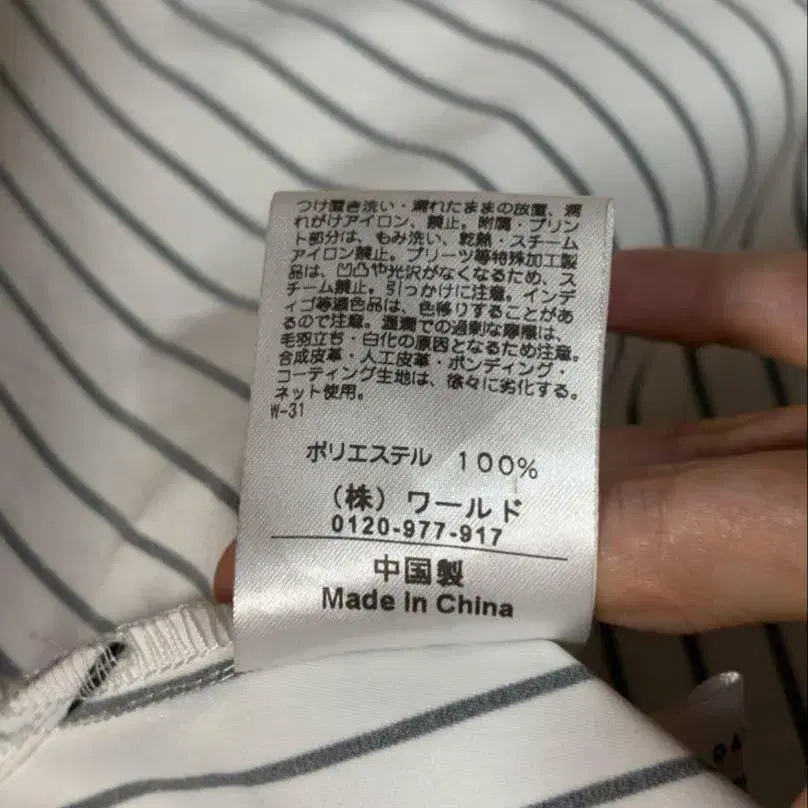 つけ置き洗い・濡れたままの放置、濡
れがけアイロン、禁止。附属・プリン
ト部分は、もみ洗い、乾熱・スチーム
アイロン禁止。プリーツ等特殊加工製
品は、凹凸や光沢がなくなるため、ス
チーム禁止。引っかけに注意。インデ
ィゴ等濃色品は、色移りすることがあ
るので注意。湿潤での過剰な摩擦は、
毛羽立ち・白化の原因となるため注意。
合成皮革・人工皮革・ボンディング・
コーティング生地は、徐々に劣化する。
ネット使用。
W-31
ポリエステル 100%
(株) ワールド
0120-977-917
中国製
Made in China